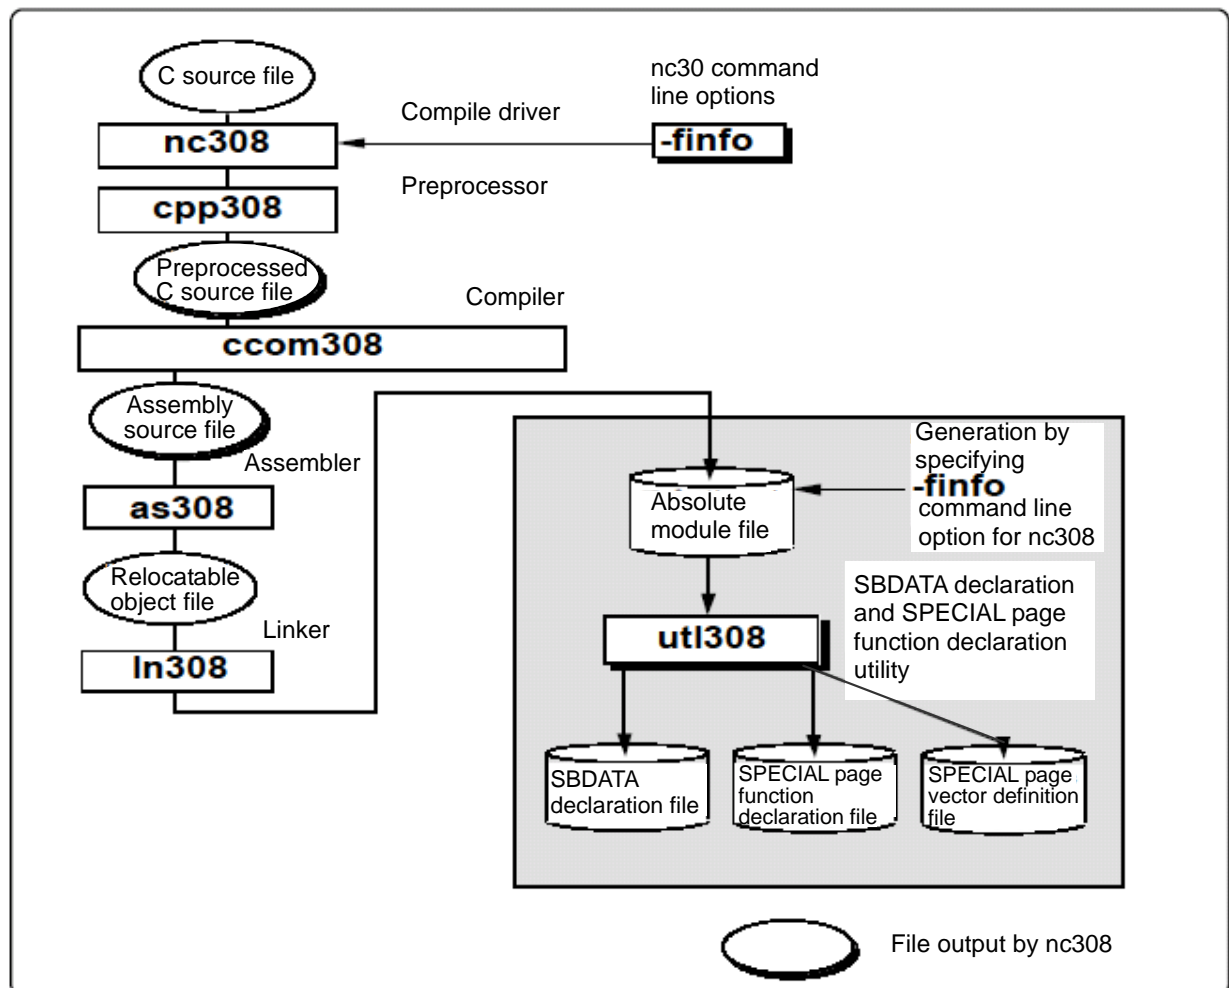 C source file
nc30 command
line options
Compile driver
nc308
-finfo
Preprocessor
cpp308
Preprocessed
C source file
Compiler
ccom308
Assembly
source file
Assembler
as308
Relocatable
object file
Linker
ln308
Generation by
specifying
-finfo
command line
option for nc308
Absolute
module file
SBDATA declaration
and SPECIAL page
function declaration
utility
utl308
SBDATA
declaration file
SPECIAL page
function
declaration file
SPECIAL page
vector definition
file
File output by nc308